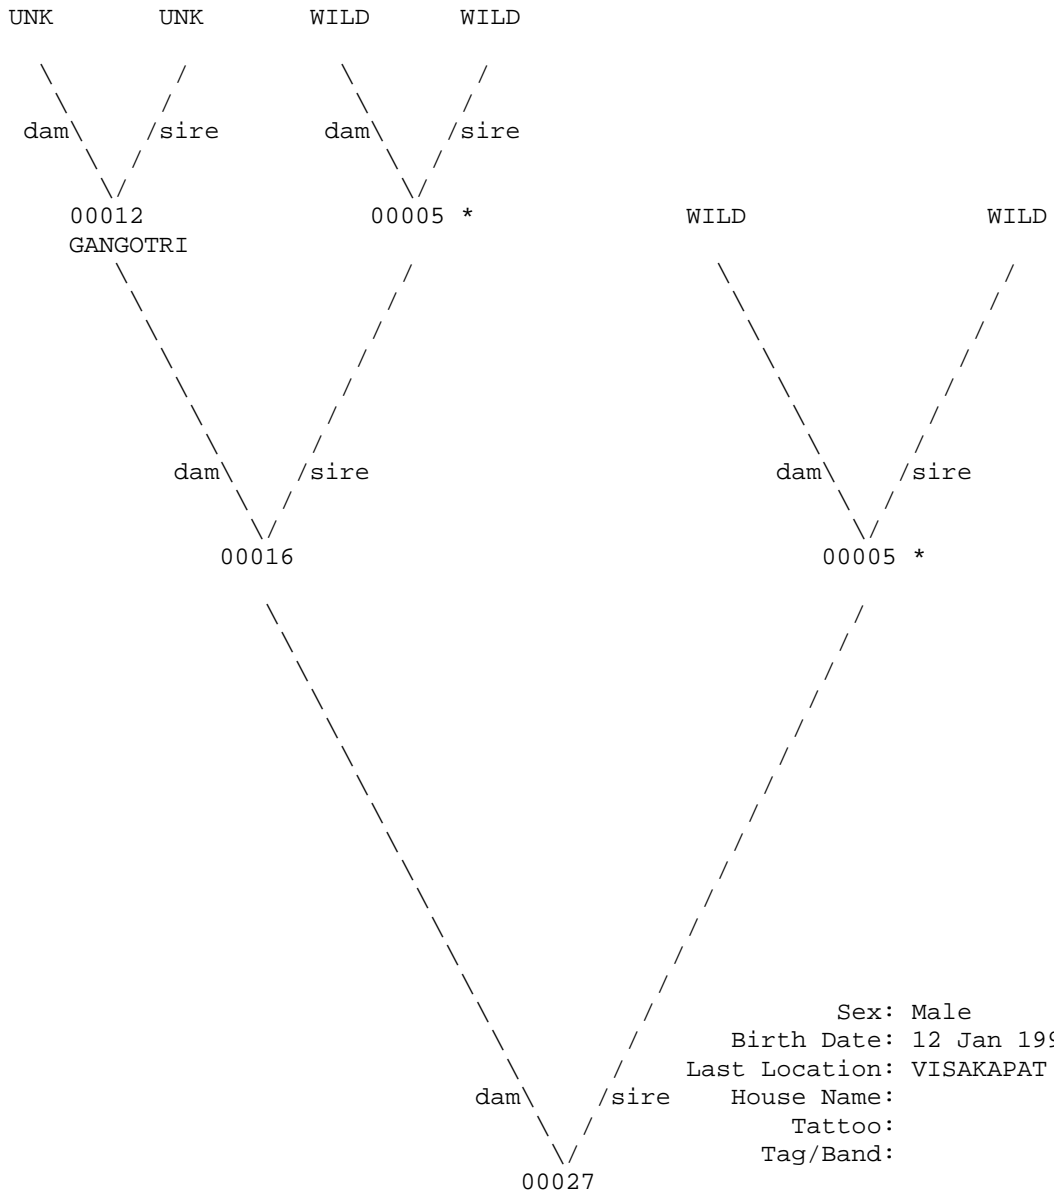 UNK UNK WILD WILD
dam sire dam sire
00012 00005 * WILD WILD
GANGOTRI
dam sire dam sire
00016 00005 *
Sex: Male
Birth Date: 12 Jan 199
Last Location: VISAKAPAT
dam sire House Name:
Tattoo:
Tag/Band:
00027